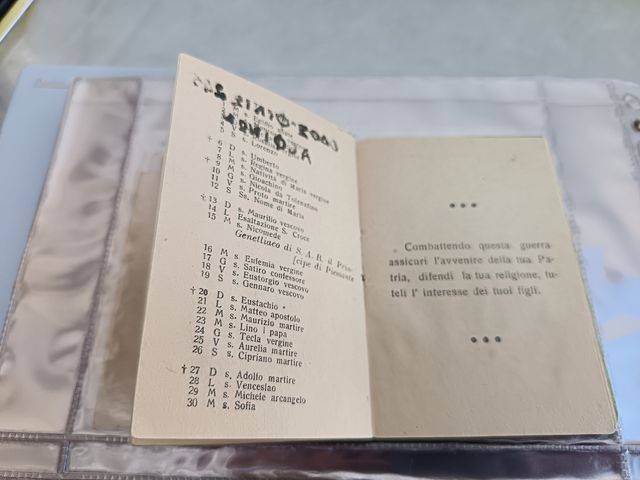 M
V
5 S s. Lorenzo
† 6 D s. Umberto
7 L s. Regina vergine
8 M s. Natività di Maria vergine
† 9 M s. Gioachino
10 G s. Nicola da Tolentino
11 V s. Proto martire
12 S Ss. Nome di Maria
† 13 D s. Maurilio vescovo
14 L Esaltazione S. Croce
15 M s. Nicomede
Genetliaco di S. A. R. il Prin-
[cipe di Piemonte
16 M s. Eufemia vergine
17 G s. Satiro confessore
18 V s. Eustorgio vescovo
19 S s. Gennaro vescovo
† 20 D s. Eustachio
21 L s. Matteo apostolo
22 M s. Maurizio martire
23 M s. Lino i papa
24 G s. Tecla vergine
25 V s. Aurelia martire
26 S s. Cipriano martire
† 27 D s. Adolfo martire
28 L s. Venceslao
29 M s. Michele arcangelo
30 M s. Sofia
Combattendo questa guerra
assicuri l'avvenire della tua Pa-
tria, difendi la tua religione, tu-
teli l' interesse dei tuoi figli.